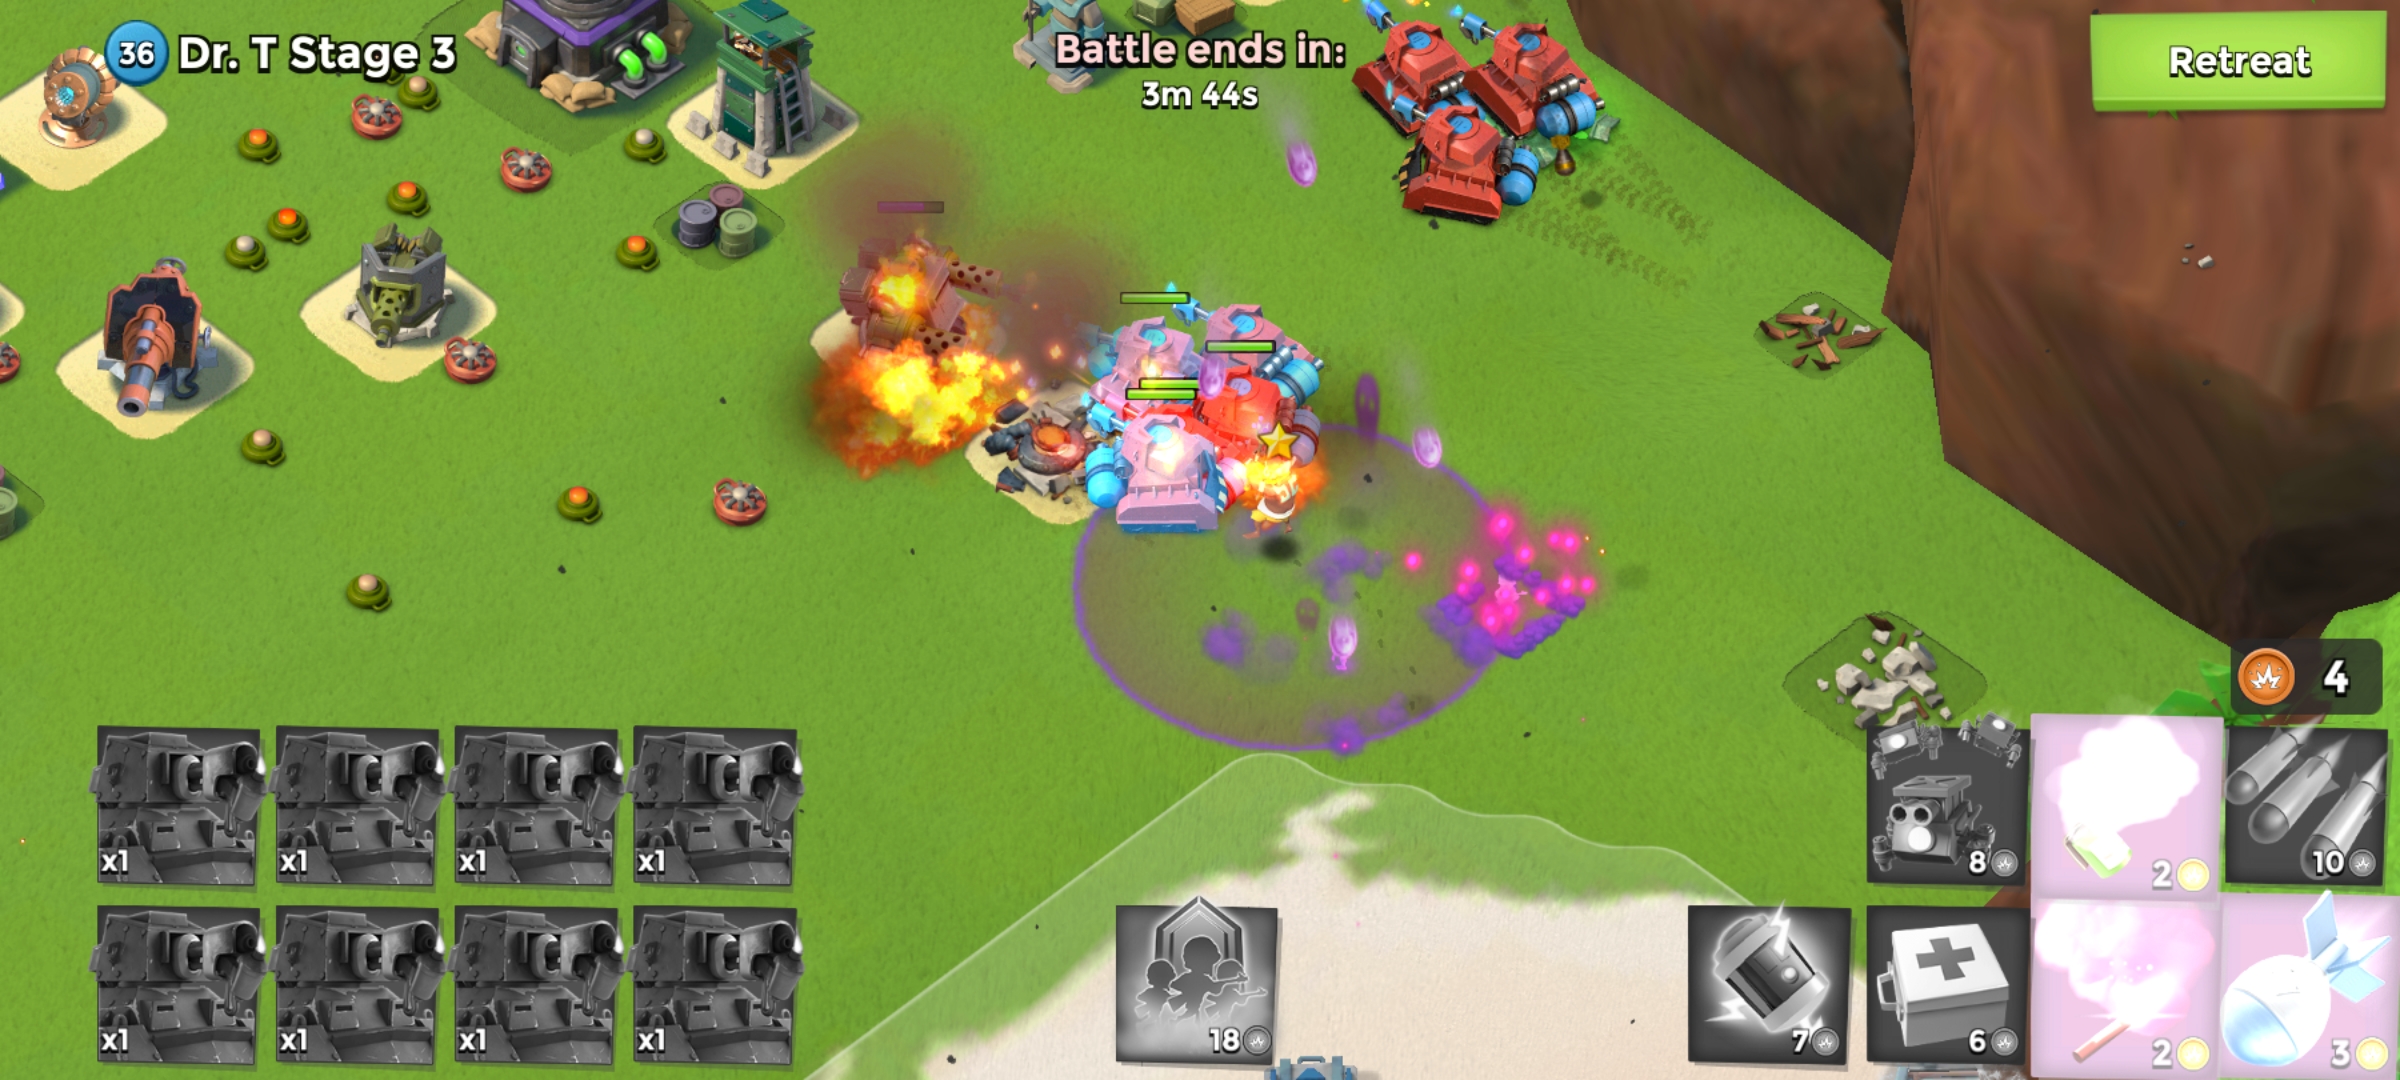 36 Dr. T Stage 3
Battle ends in:
3m 44s
Retreat
4
x1 x1 x1 x1
8 2 10
x1 x1 x1 x1
18 7 6 2 3